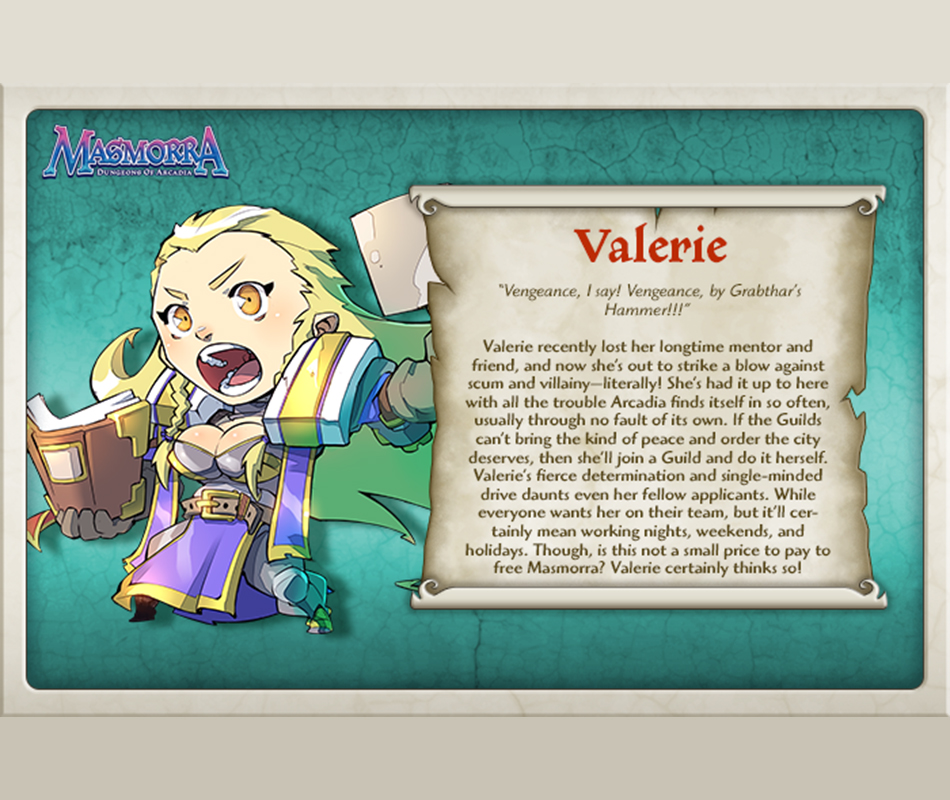 MASMORRA
DUNGEONS OF ARCADIA
Valerie
"Vengeance, I say! Vengeance, by Grabthar's
Hammer!!!"
Valerie recently lost her longtime mentor and
friend, and now she's out to strike a blow against
scum and villainy—literally! She's had it up to here
with all the trouble Arcadia finds itself in so often,
usually through no fault of its own. If the Guilds
can't bring the kind of peace and order the city
deserves, then she'll join a Guild and do it herself.
Valerie's fierce determination and single-minded
drive daunts even her fellow applicants. While
everyone wants her on their team, but it'll cer-
tainly mean working nights, weekends, and
holidays. Though, is this not a small price to pay to
free Masmorra? Valerie certainly thinks so!